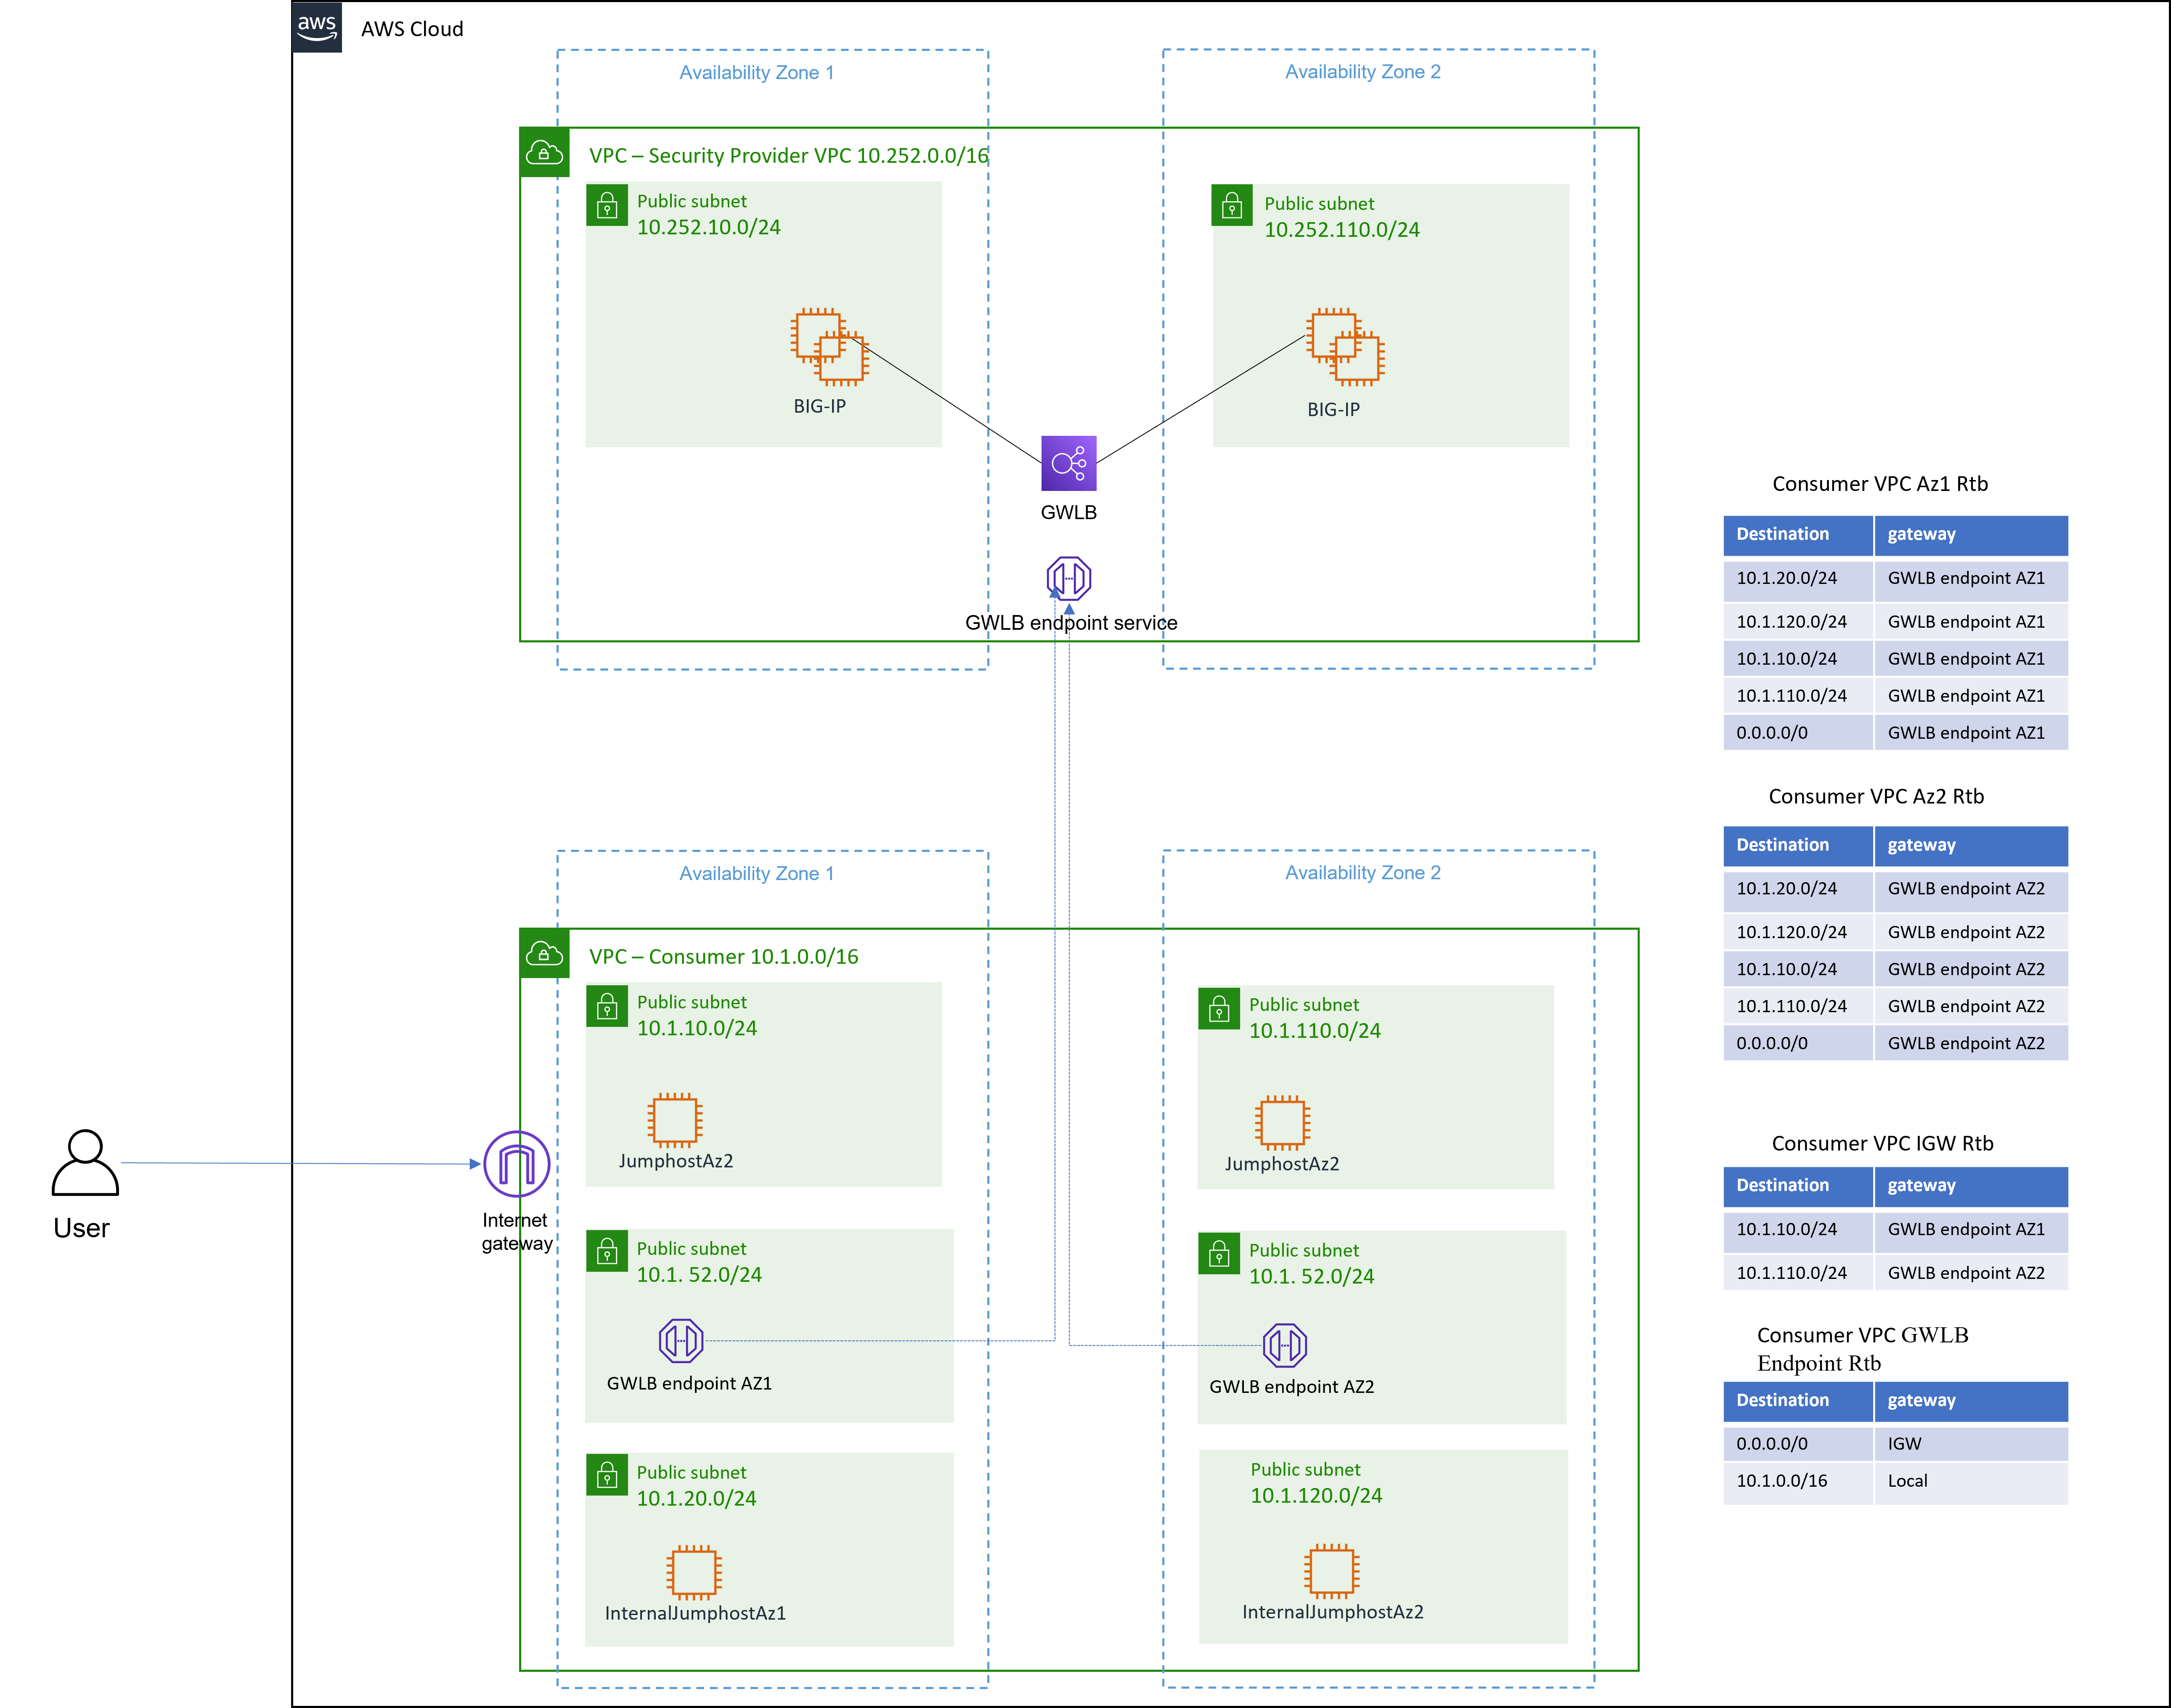 aws
AWS Cloud
Availability Zone 1
Availability Zone 2
VPC – Security Provider VPC 10.252.0.0/16
Public subnet
10.252.10.0/24
Public subnet
10.252.110.0/24
BIG-IP
BIG-IP
GWLB
GWLB endpoint service
Availability Zone 1
Availability Zone 2
VPC – Consumer 10.1.0.0/16
Public subnet
10.1.10.0/24
Public subnet
10.1.110.0/24
JumphostAz2
JumphostAz2
User
Internet
gateway
Public subnet
10.1. 52.0/24
Public subnet
10.1. 52.0/24
GWLB endpoint AZ1
GWLB endpoint AZ2
Public subnet
10.1.20.0/24
Public subnet
10.1.120.0/24
InternalJumphostAz1
InternalJumphostAz2
Consumer VPC Az1 Rtb
Destination gateway
10.1.20.0/24 GWLB endpoint AZ1
10.1.120.0/24 GWLB endpoint AZ1
10.1.10.0/24 GWLB endpoint AZ1
10.1.110.0/24 GWLB endpoint AZ1
0.0.0.0/0 GWLB endpoint AZ1
Consumer VPC Az2 Rtb
Destination gateway
10.1.20.0/24 GWLB endpoint AZ2
10.1.120.0/24 GWLB endpoint AZ2
10.1.10.0/24 GWLB endpoint AZ2
10.1.110.0/24 GWLB endpoint AZ2
0.0.0.0/0 GWLB endpoint AZ2
Consumer VPC IGW Rtb
Destination gateway
10.1.10.0/24 GWLB endpoint AZ1
10.1.110.0/24 GWLB endpoint AZ2
Consumer VPC GWLB
Endpoint Rtb
Destination gateway
0.0.0.0/0 IGW
10.1.0.0/16 Local